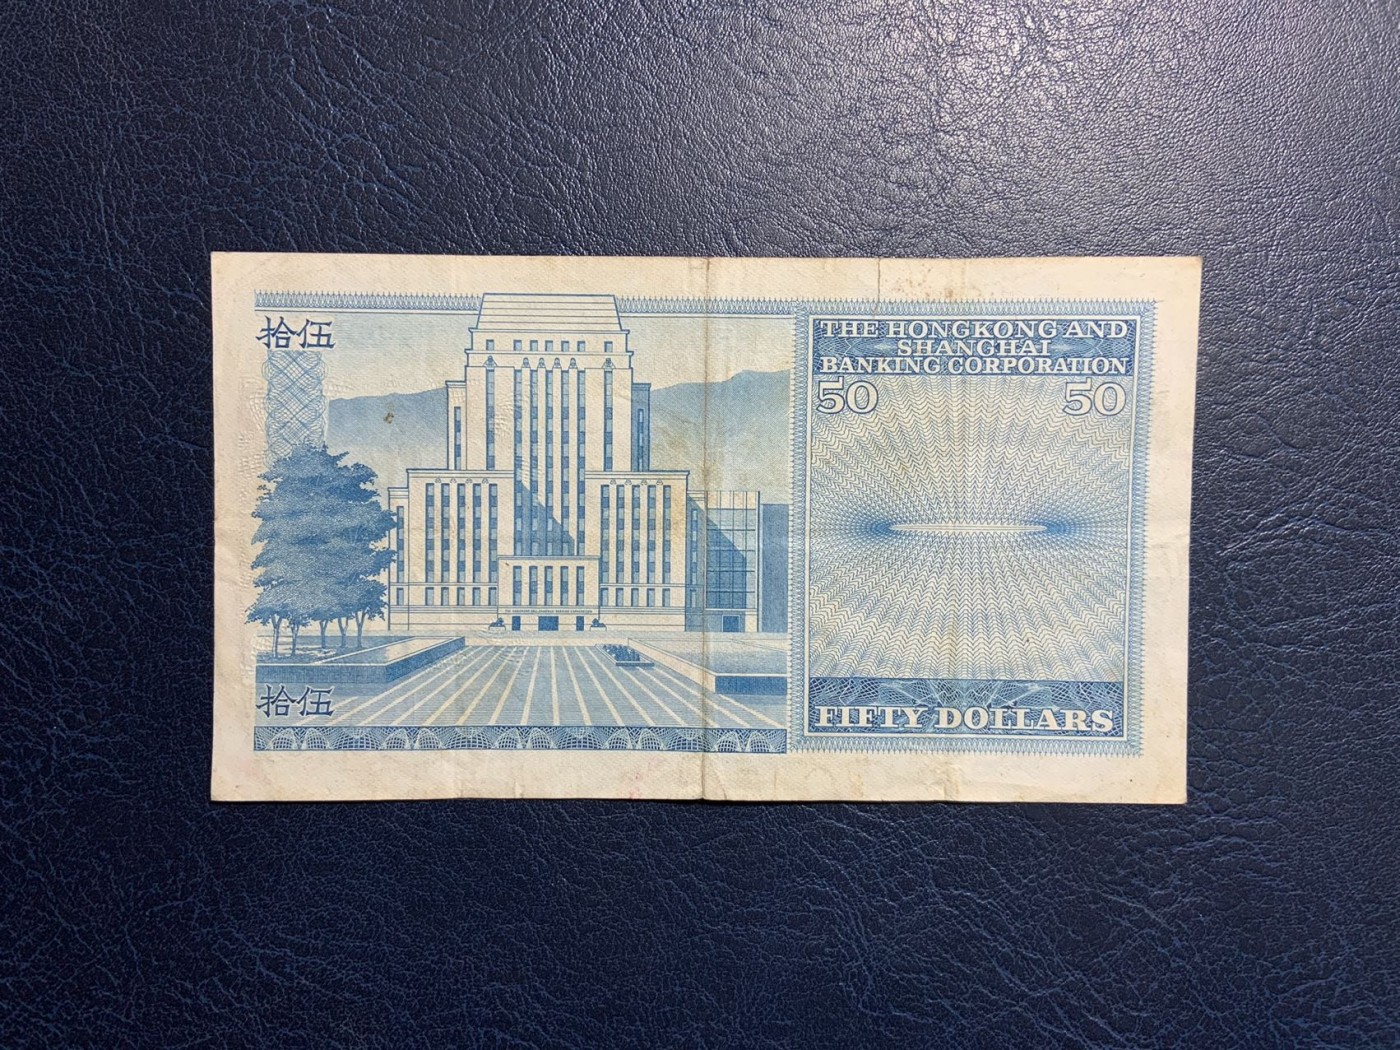 拾伍
THE HONGKONG AND
SHANGHAI
BANKING CORPORATION
50 50
拾伍
FIFTY DOLLARS